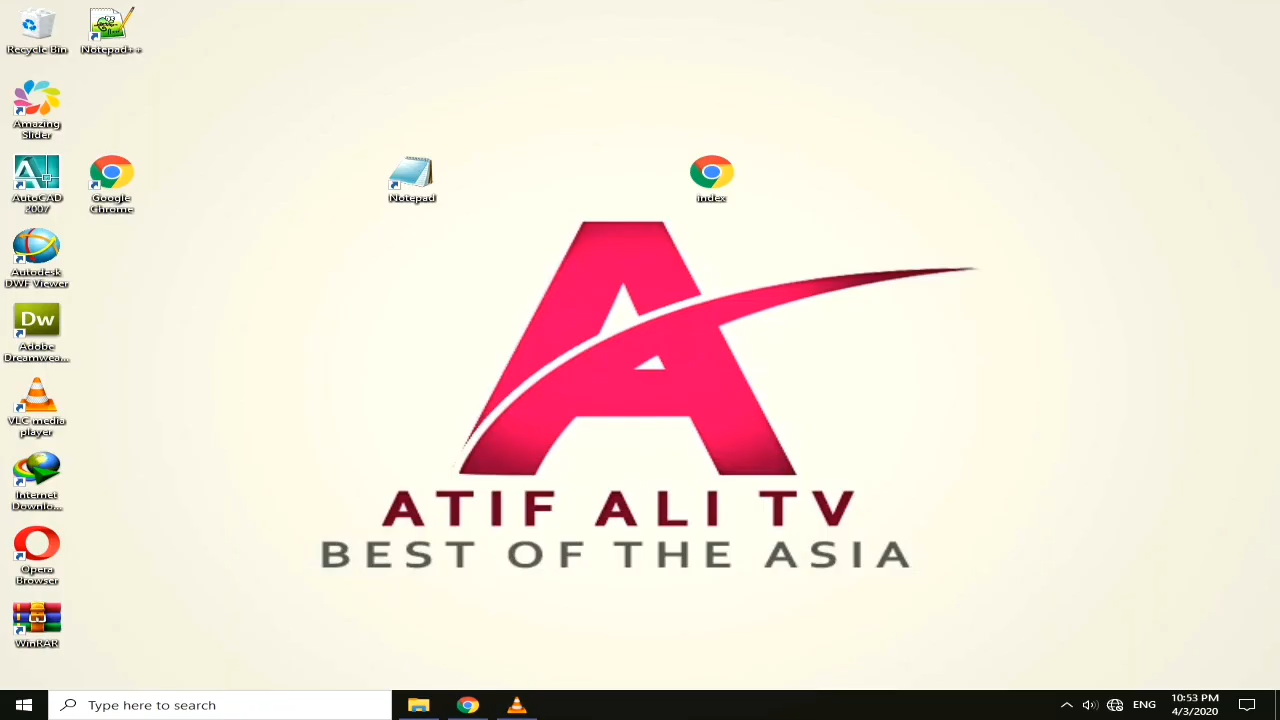 Recycle Bin
Notepad++
Amazing
Slider
AutoCAD
2007
Google
Chrome
Notepad
index
Autodesk
DWF Viewer
Dw
Adobe
Dreamwea...
VLC media
player
Internet
Downlo...
Opera
Browser
WinRAR
ATIF ALI TV
BEST OF THE ASIA
Type here to search
ENG
10:53 PM
4/3/2020